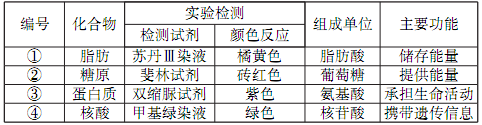 编号 化合物 实验检测 组成单位 主要功能
检测试剂 颜色反应
① 脂肪 苏丹Ⅲ染液 橘黄色 脂肪酸 储存能量
② 糖原 斐林试剂 砖红色 葡萄糖 提供能量
③ 蛋白质 双缩脲试剂 紫色 氨基酸 承担生命活动
④ 核酸 甲基绿染液 绿色 核苷酸 携带遗传信息